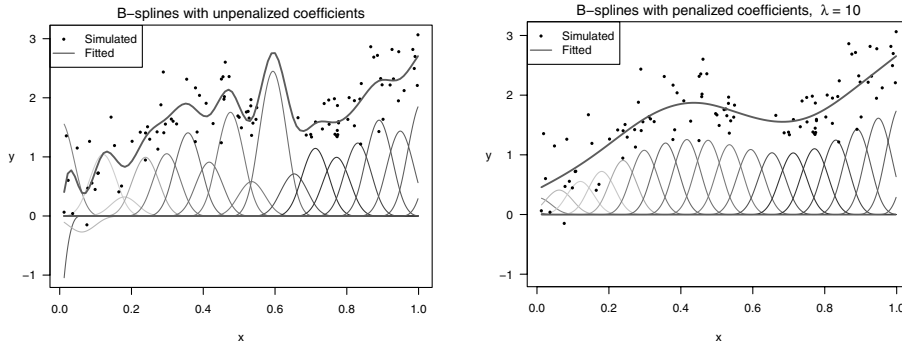 B−splines with unpenalized coefficients
Simulated
Fitted
3
2
1
0
−1
y
0.0 0.2 0.4 0.6 0.8 1.0
x
B−splines with penalized coefficients, λ = 10
Simulated
Fitted
3
2
1
0
−1
y
0.0 0.2 0.4 0.6 0.8 1.0
x